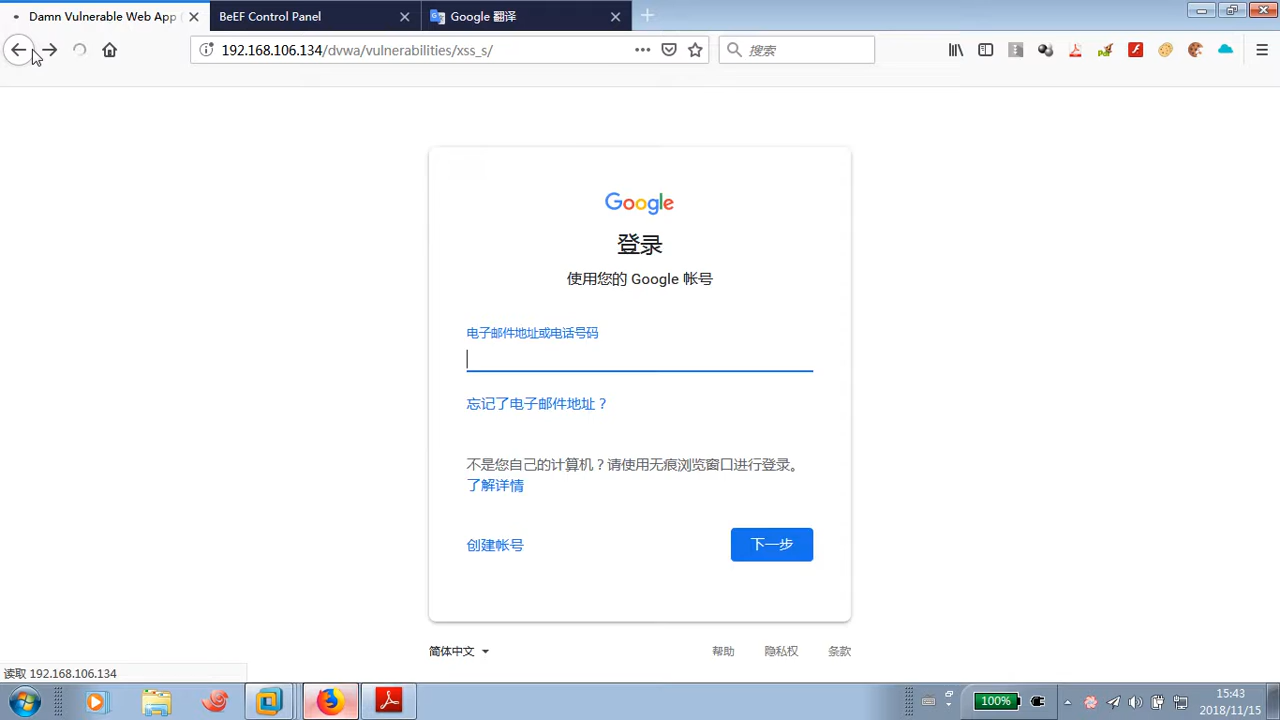 Damn Vulnerable Web App (
BeEF Control Panel
Google 翻译
192.168.106.134/dvwa/vulnerabilities/xss_s/
搜索
Google
登录
使用您的 Google 帐号
电子邮件地址或电话号码
忘记了电子邮件地址？
不是您自己的计算机？请使用无痕浏览窗口进行登录。
了解详情
创建帐号
下一步
简体中文
帮助
隐私权
条款
读取 192.168.106.134
100%
15:43
2018/11/15